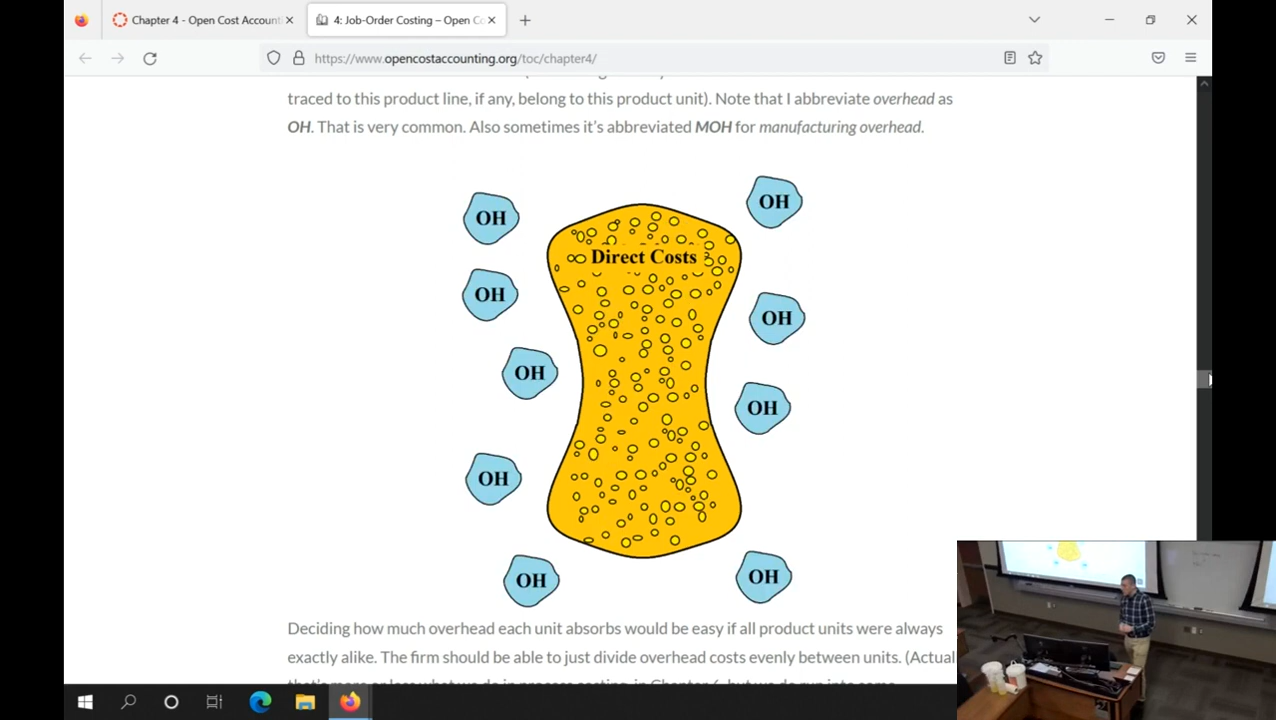 Chapter 4 - Open Cost Account
4: Job-Order Costing – Open Co
https://www.opencostaccounting.org/toc/chapter4/
traced to this product line, if any, belong to this product unit). Note that I abbreviate overhead as
OH. That is very common. Also sometimes it's abbreviated MOH for manufacturing overhead.
OH
OH
Direct Costs
OH
OH
OH
OH
OH
OH
OH
Deciding how much overhead each unit absorbs would be easy if all product units were always
exactly alike. The firm should be able to just divide overhead costs evenly between units. (Actual